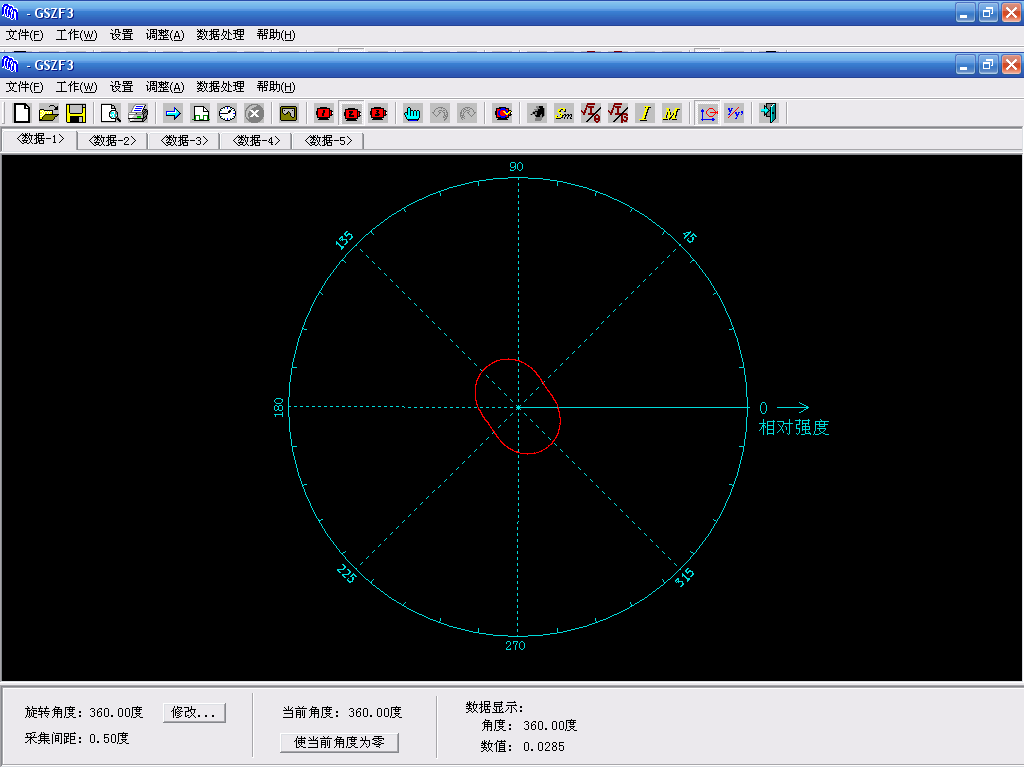 - GSZF3
文件(F) 工作(W) 设置 调整(A) 数据处理 帮助(H)
- GSZF3
文件(F) 工作(W) 设置 调整(A) 数据处理 帮助(H)
Sm I M
<数据-1> <数据-2> <数据-3> <数据-4> <数据-5>
90
135 45
180 0
相对强度
225 315
270
旋转角度: 360.00度 修改...
采集间距: 0.50度
当前角度: 360.00度
使当前角度为零
数据显示:
角度: 360.00度
数值: 0.0285